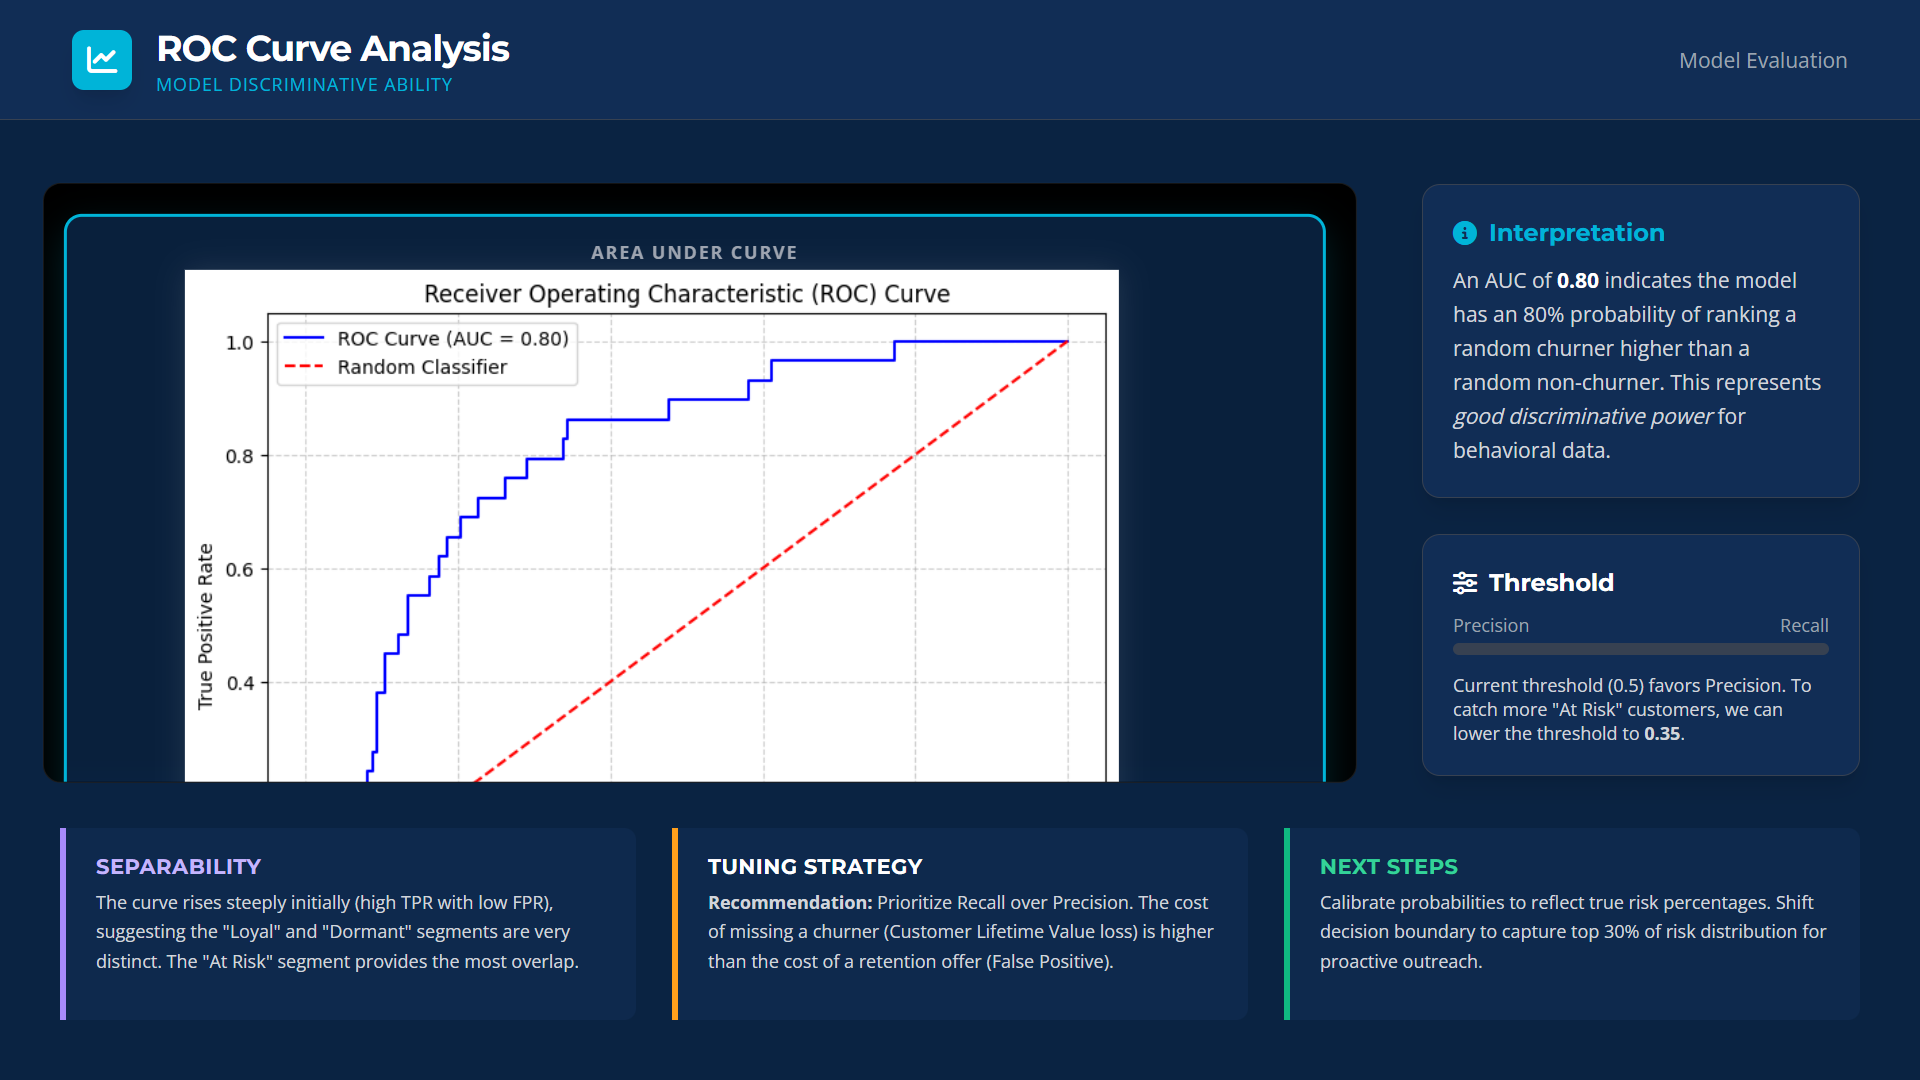 ROC Curve Analysis
MODEL DISCRIMINATIVE ABILITY
Model Evaluation
AREA UNDER CURVE
Receiver Operating Characteristic (ROC) Curve
ROC Curve (AUC = 0.80)
Random Classifier
1.0
0.8
0.6
0.4
True Positive Rate
Interpretation
An AUC of 0.80 indicates the model
has an 80% probability of ranking a
random churner higher than a
random non-churner. This represents
good discriminative power for
behavioral data.
Threshold
Precision
Recall
Current threshold (0.5) favors Precision. To
catch more "At Risk" customers, we can
lower the threshold to 0.35.
SEPARABILITY
The curve rises steeply initially (high TPR with low FPR),
suggesting the "Loyal" and "Dormant" segments are very
distinct. The "At Risk" segment provides the most overlap.
TUNING STRATEGY
Recommendation: Prioritize Recall over Precision. The cost
of missing a churner (Customer Lifetime Value loss) is higher
than the cost of a retention offer (False Positive).
NEXT STEPS
Calibrate probabilities to reflect true risk percentages. Shift
decision boundary to capture top 30% of risk distribution for
proactive outreach.